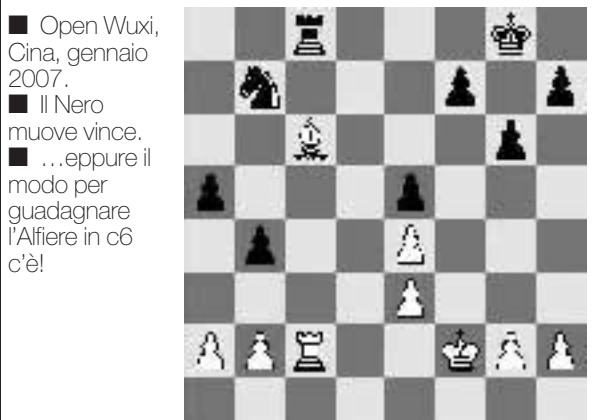 ■ Open Wuxi,
Cina, gennaio
2007.
■ Il Nero
muove vince.
■ …eppure il
modo per
guadagnare
l’Alfiere in c6
c’è!